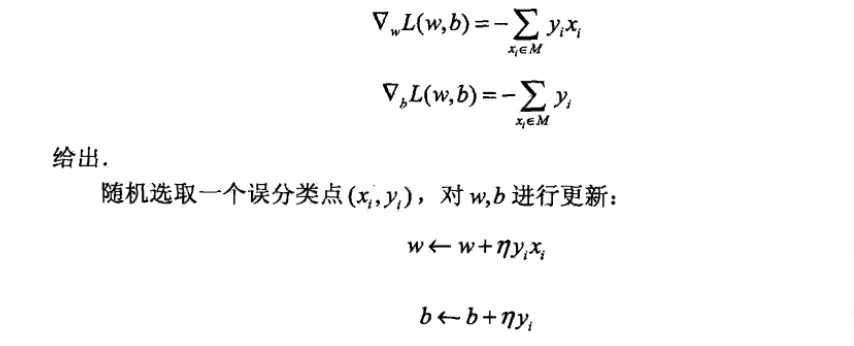 ∇_w L(w,b) = −∑_{x_i∈M} y_i x_i
∇_b L(w,b) = −∑_{x_i∈M} y_i
给出.
随机选取一个误分类点 (x_i, y_i)，对 w,b 进行更新：
w ← w + η y_i x_i
b ← b + η y_i